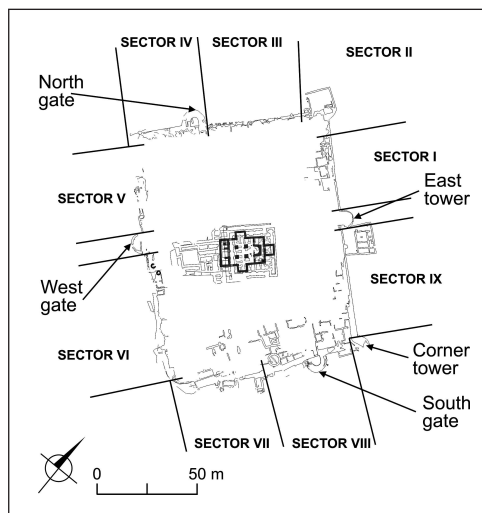 SECTOR IV
SECTOR III
SECTOR II
North
gate
SECTOR I
East
tower
SECTOR V
West
gate
SECTOR IX
SECTOR VI
Corner
tower
South
gate
SECTOR VII
SECTOR VIII
0
50 m